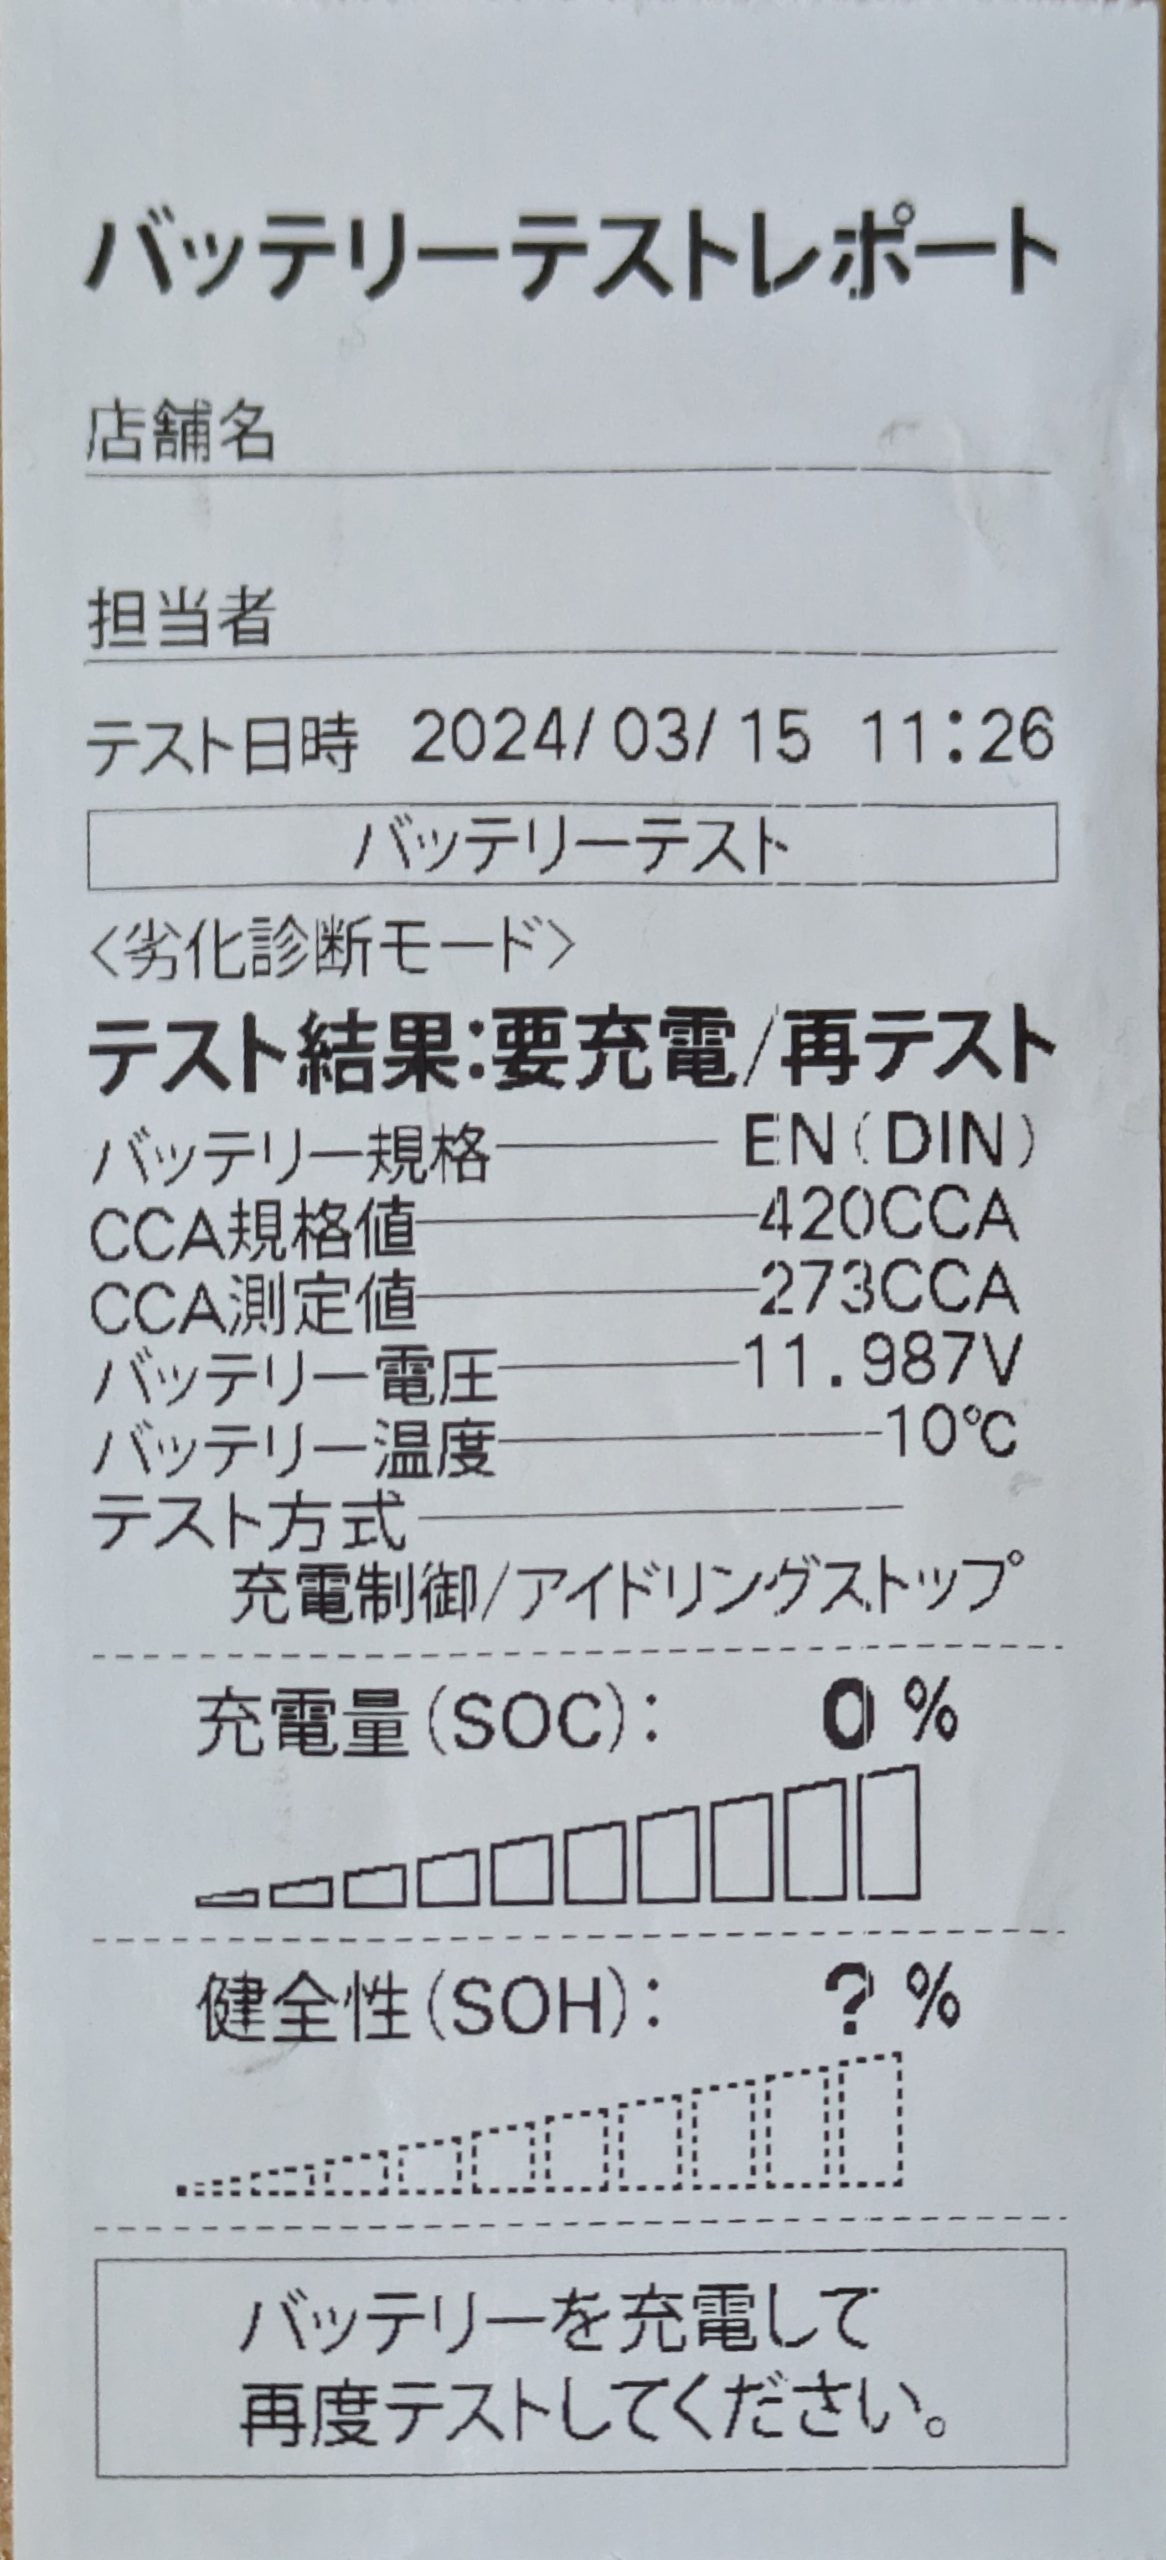 バッテリーテストレポート
店舗名
担当者
テスト日時 2024/03/15 11:26
バッテリーテスト
<劣化診断モード>
テスト結果:要充電/再テスト
バッテリー規格 EN(DIN)
CCA規格値 420CCA
CCA測定値 273CCA
バッテリー電圧 11.987V
バッテリー温度 10℃
テスト方式
充電制御/アイドリングストップ
充電量(SOC): 0%
健全性(SOH): ?%
バッテリーを充電して
再度テストしてください。